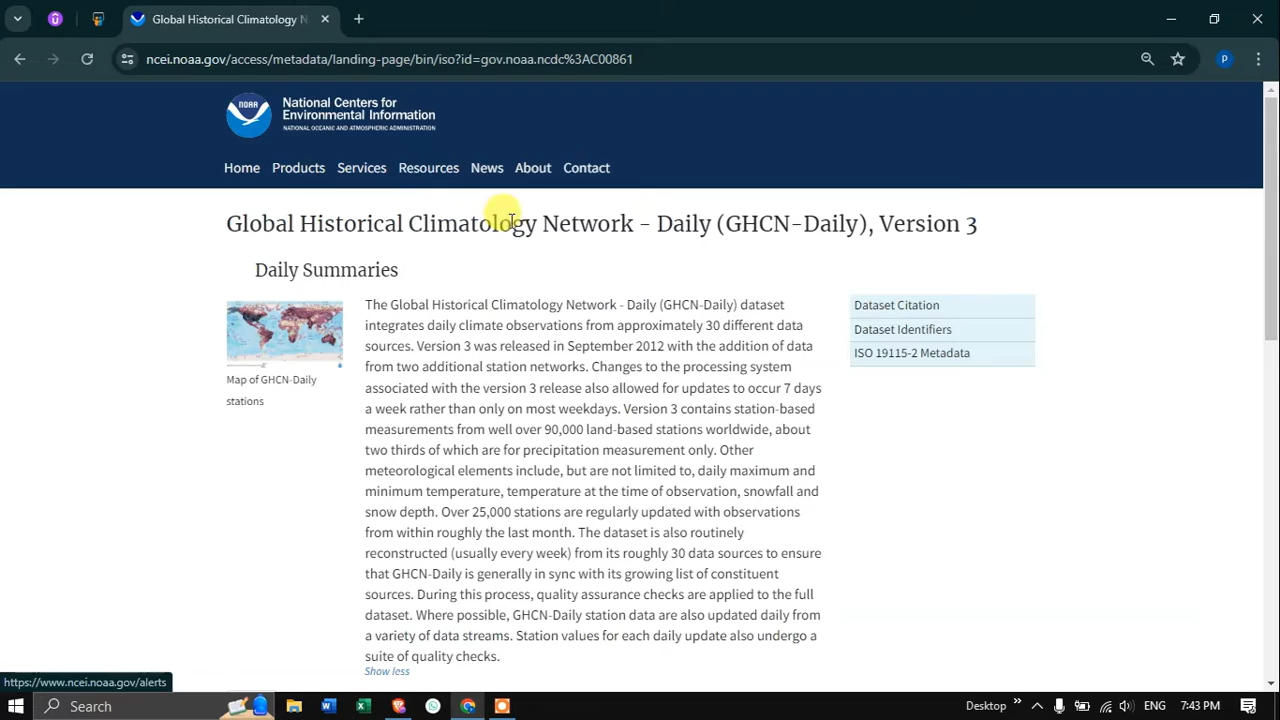 Global Historical Climatology N
ncei.noaa.gov/access/metadata/landing-page/bin/iso?id=gov.noaa.ncdc%3AC00861
P
NOAA
National Centers for
Environmental Information
NATIONAL OCEANIC AND ATMOSPHERIC ADMINISTRATION
Home Products Services Resources News About Contact
Global Historical Climatology Network - Daily (GHCN-Daily), Version 3
Daily Summaries
Map of GHCN-Daily
stations
The Global Historical Climatology Network - Daily (GHCN-Daily) dataset
integrates daily climate observations from approximately 30 different data
sources. Version 3 was released in September 2012 with the addition of data
from two additional station networks. Changes to the processing system
associated with the version 3 release also allowed for updates to occur 7 days
a week rather than only on most weekdays. Version 3 contains station-based
measurements from well over 90,000 land-based stations worldwide, about
two thirds of which are for precipitation measurement only. Other
meteorological elements include, but are not limited to, daily maximum and
minimum temperature, temperature at the time of observation, snowfall and
snow depth. Over 25,000 stations are regularly updated with observations
from within roughly the last month. The dataset is also routinely
reconstructed (usually every week) from its roughly 30 data sources to ensure
that GHCN-Daily is generally in sync with its growing list of constituent
sources. During this process, quality assurance checks are applied to the full
dataset. Where possible, GHCN-Daily station data are also updated daily from
a variety of data streams. Station values for each daily update also undergo a
suite of quality checks.
Show less
Dataset Citation
Dataset Identifiers
ISO 19115-2 Metadata
https://www.ncei.noaa.gov/alerts
Search
Desktop
ENG
7:43 PM